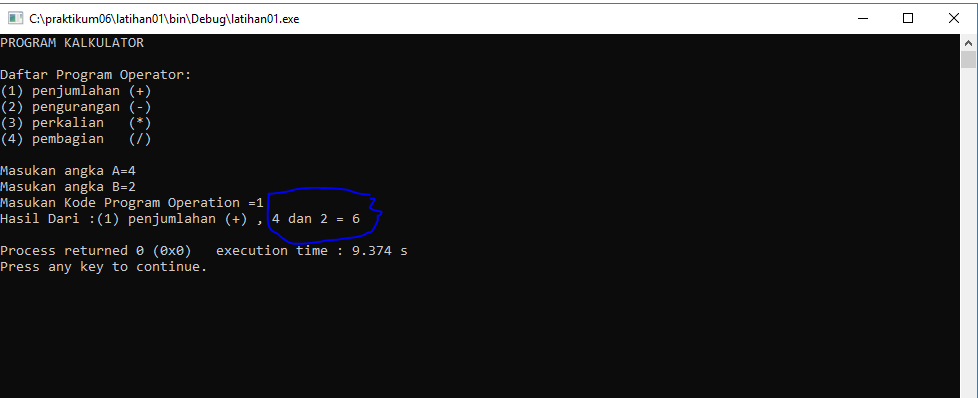 C:\praktikum06\latihan01\bin\Debug\latihan01.exe
PROGRAM KALKULATOR
Daftar Program Operator:
(1) penjumlahan (+)
(2) pengurangan (-)
(3) perkalian   (*)
(4) pembagian   (/)
Masukan angka A=4
Masukan angka B=2
Masukan Kode Program Operation =1
Hasil Dari :(1) penjumlahan (+) , 4 dan 2 = 6
Process returned 0 (0x0)   execution time : 9.374 s
Press any key to continue.